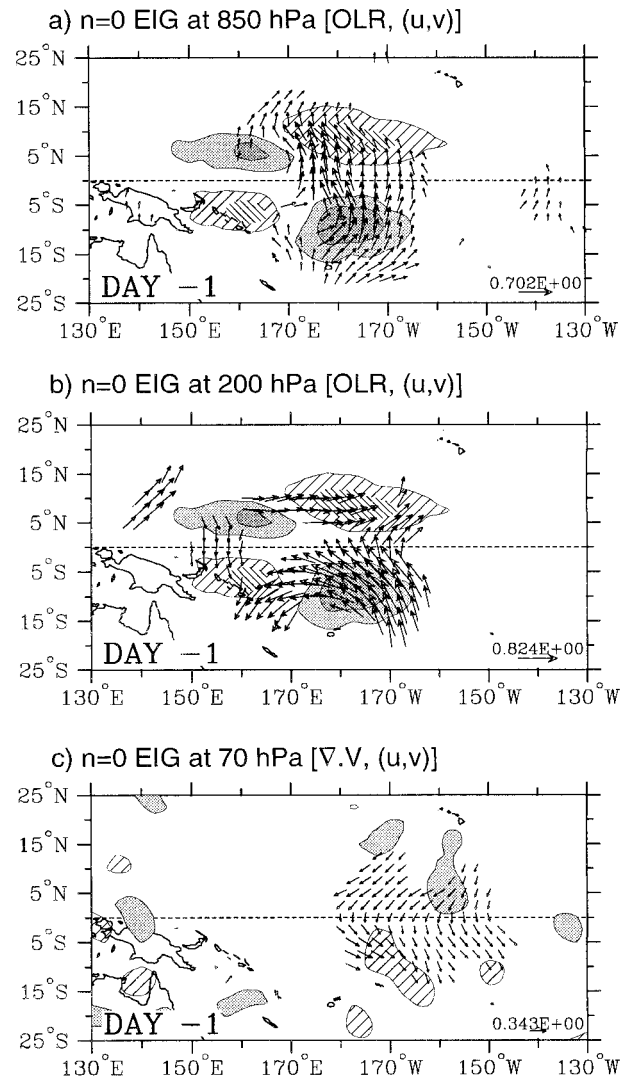 a) n=0 EIG at 850 hPa [OLR, (u,v)]
25°N
15°N
5°N
5°S
15°S
25°S
DAY -1
0.702E+00
130°E 150°E 170°E 170°W 150°W 130°W
b) n=0 EIG at 200 hPa [OLR, (u,v)]
25°N
15°N
5°N
5°S
15°S
25°S
DAY -1
0.824E+00
130°E 150°E 170°E 170°W 150°W 130°W
c) n=0 EIG at 70 hPa [∇.V, (u,v)]
25°N
15°N
5°N
5°S
15°S
25°S
DAY -1
0.343E+00
130°E 150°E 170°E 170°W 150°W 130°W